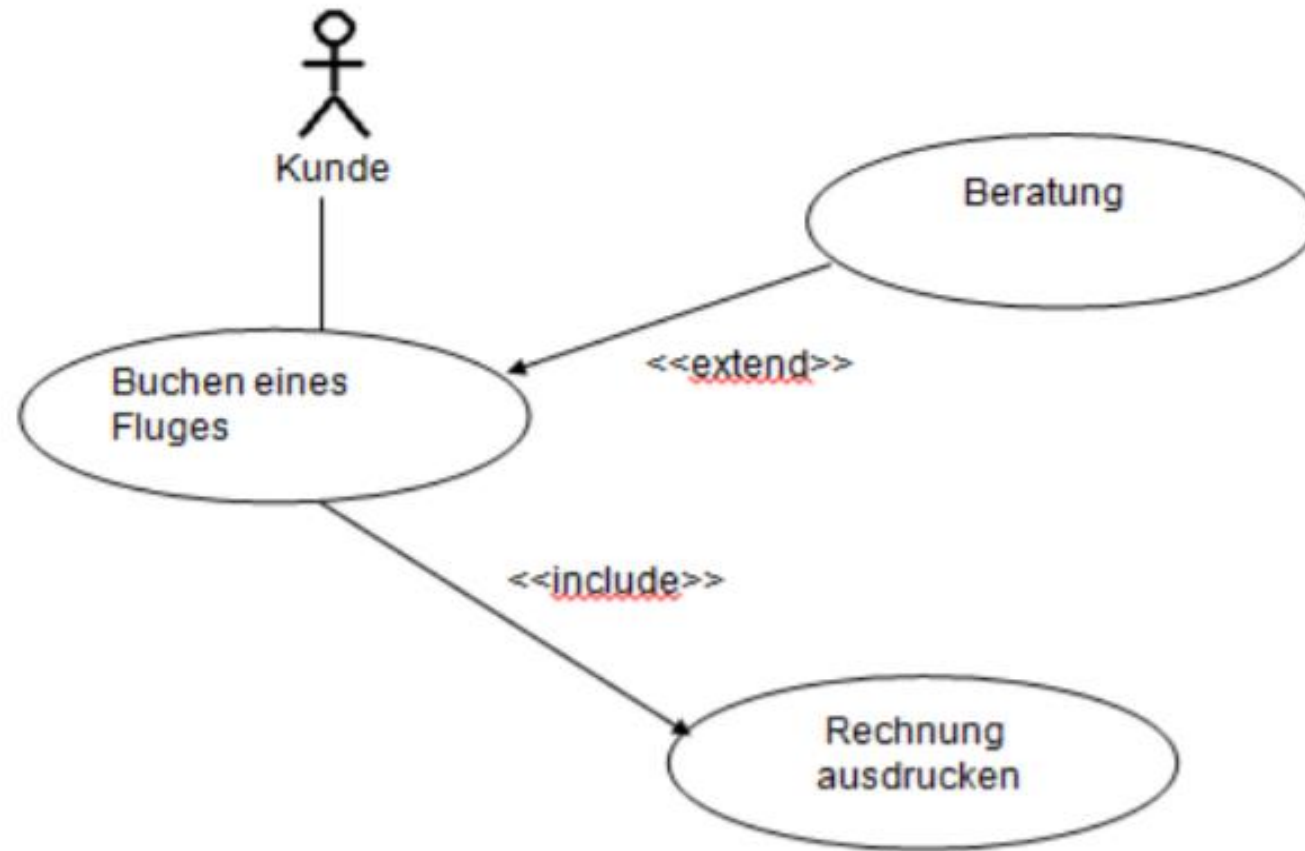 Kunde
Beratung
<<extend>>
Buchen eines
Fluges
<<include>>
Rechnung
ausdrucken